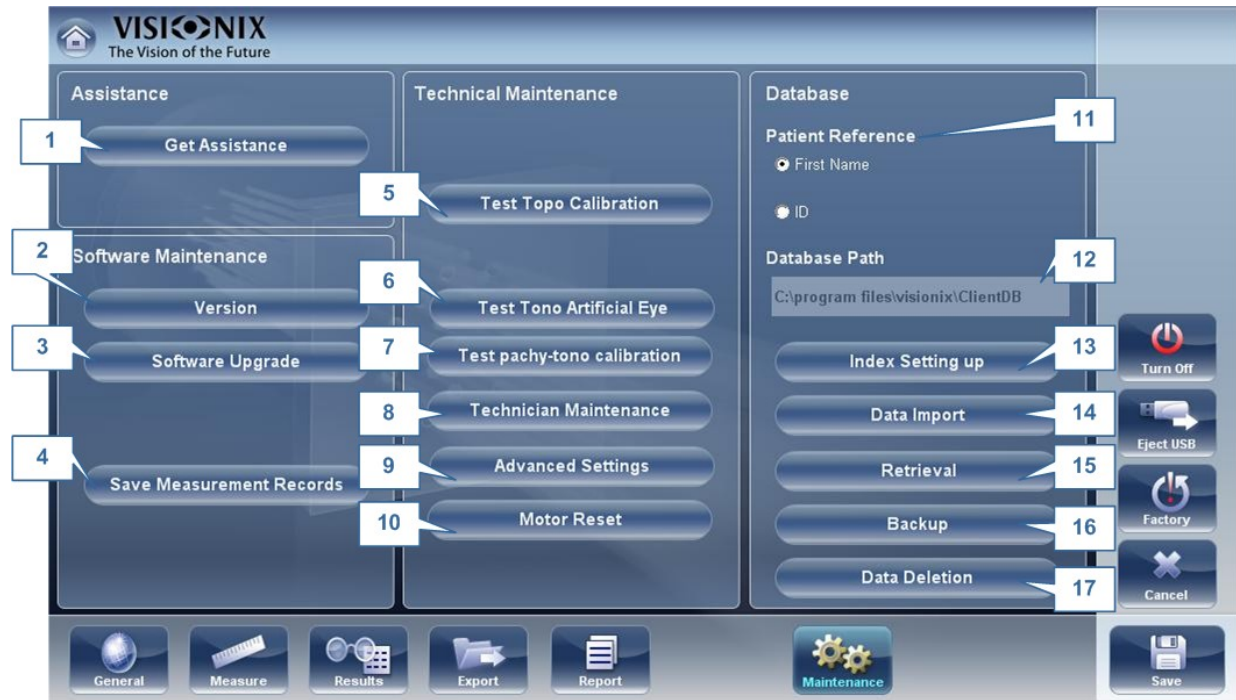 VISIONIX
The Vision of the Future
Assistance
1
Get Assistance
2
Software Maintenance
Version
3
Software Upgrade
4
Save Measurement Records
Technical Maintenance
5
Test Topo Calibration
6
Test Tono Artificial Eye
7
Test pachy-tono calibration
8
Technician Maintenance
9
Advanced Settings
10
Motor Reset
Database
11
Patient Reference
First Name
ID
Database Path
12
C:\program files\visionix\ClientDB
Index Setting up
13
Data Import
14
Retrieval
15
Backup
16
Data Deletion
17
Turn Off
Eject USB
Factory
Cancel
General
Measure
Results
Export
Report
Maintenance
Save